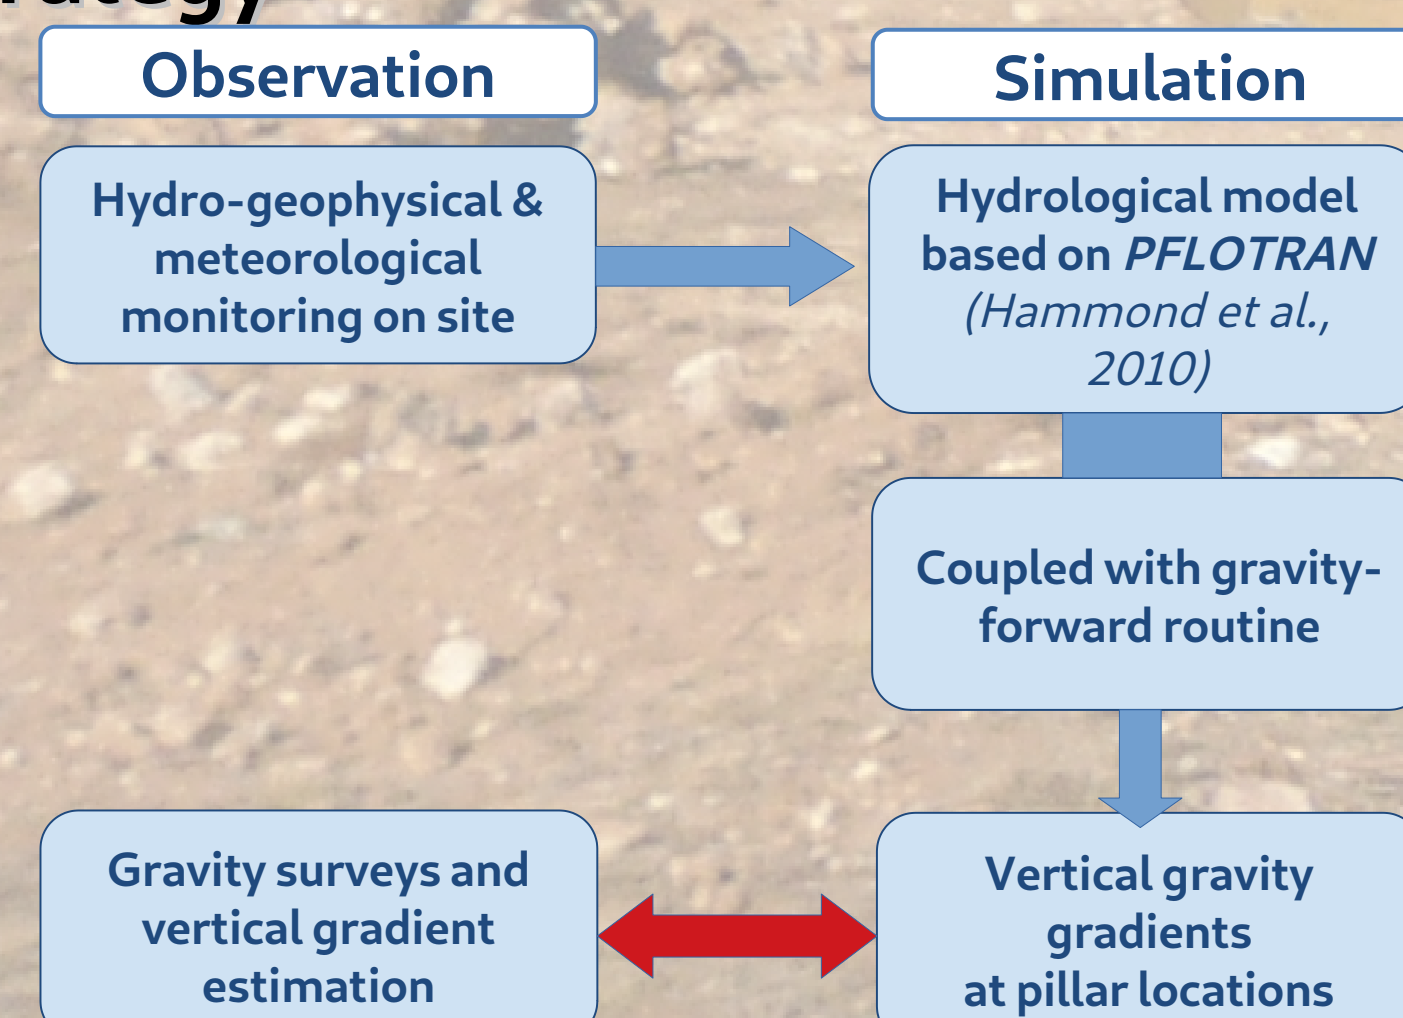 Observation
Simulation
Hydro-geophysical &
meteorological
monitoring on site
Hydrological model
based on PFLOTRAN
(Hammond et al.,
2010)
Coupled with gravity-
forward routine
Gravity surveys and
vertical gradient
estimation
Vertical gravity
gradients
at pillar locations